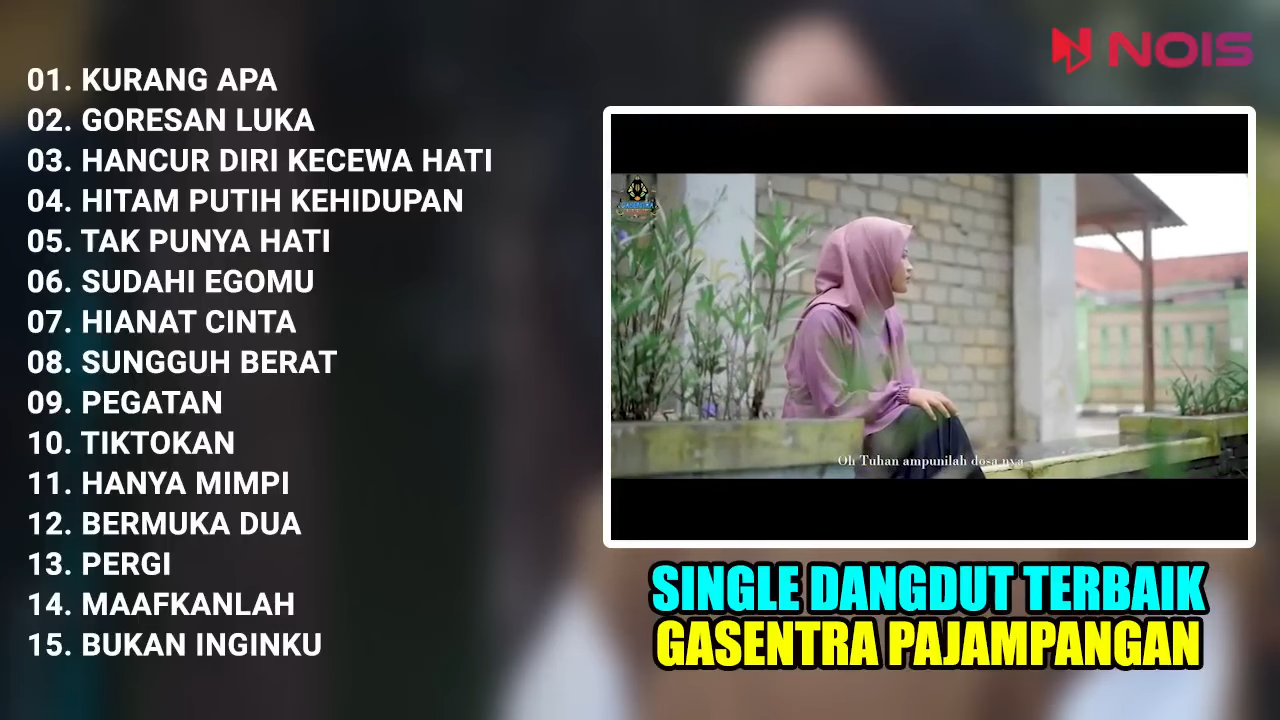 NOIS
01. KURANG APA
02. GORESAN LUKA
03. HANCUR DIRI KECEWA HATI
04. HITAM PUTIH KEHIDUPAN
05. TAK PUNYA HATI
06. SUDAHI EGOMU
07. HIANAT CINTA
08. SUNGGUH BERAT
09. PEGATAN
10. TIKTOKAN
11. HANYA MIMPI
12. BERMUKA DUA
13. PERGI
14. MAAFKANLAH
15. BUKAN INGINKU
Oh Tuhan ampunilah dosa nya
SINGLE DANGDUT TERBAIK
GASENTRA PAJAMPANGAN